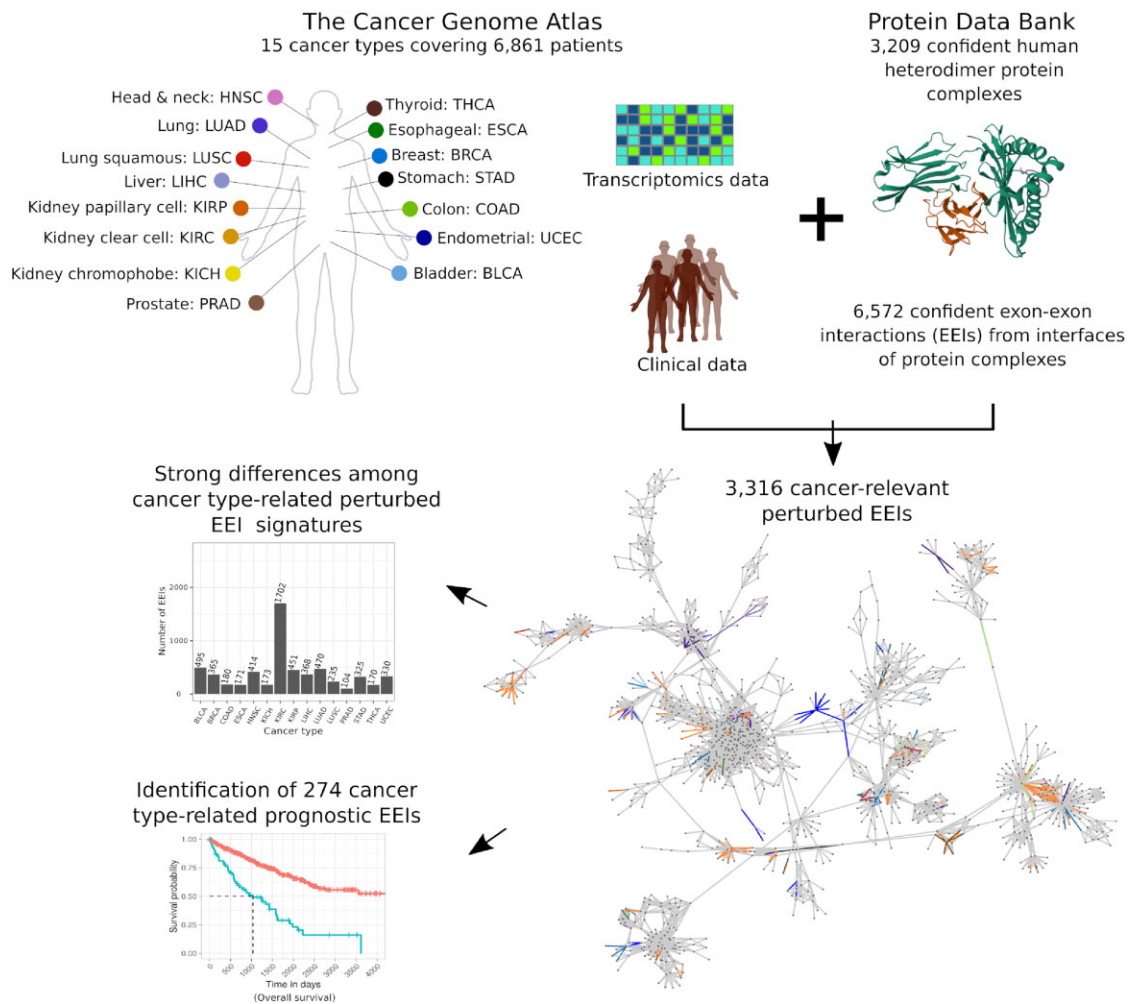 The Cancer Genome Atlas
15 cancer types covering 6,861 patients
Head & neck: HNSC
Lung: LUAD
Lung squamous: LUSC
Liver: LIHC
Kidney papillary cell: KIRP
Kidney clear cell: KIRC
Kidney chromophobe: KICH
Prostate: PRAD
Thyroid: THCA
Esophageal: ESCA
Breast: BRCA
Stomach: STAD
Colon: COAD
Endometrial: UCEC
Bladder: BLCA
Transcriptomics data
Clinical data
+
Protein Data Bank
3,209 confident human
heterodimer protein
complexes
6,572 confident exon-exon
interactions (EEIs) from interfaces
of protein complexes
3,316 cancer-relevant
perturbed EEIs
Strong differences among
cancer type-related perturbed
EEI signatures
Number of EEIs
2000
1000
0
495
365
180
171
414
173
1702
451
368
470
235
104
325
170
330
BLCA
BRCA
COAD
ESCA
HNSC
KICH
KIRC
KIRP
LIHC
LUAD
LUSC
PRAD
STAD
THCA
UCEC
Cancer type
Identification of 274 cancer
type-related prognostic EEIs
Survival probability
1.00
0.75
0.50
0.25
0.00
0
500
1000
1500
2000
2500
3000
3500
4000
Time in days
(Overall survival)